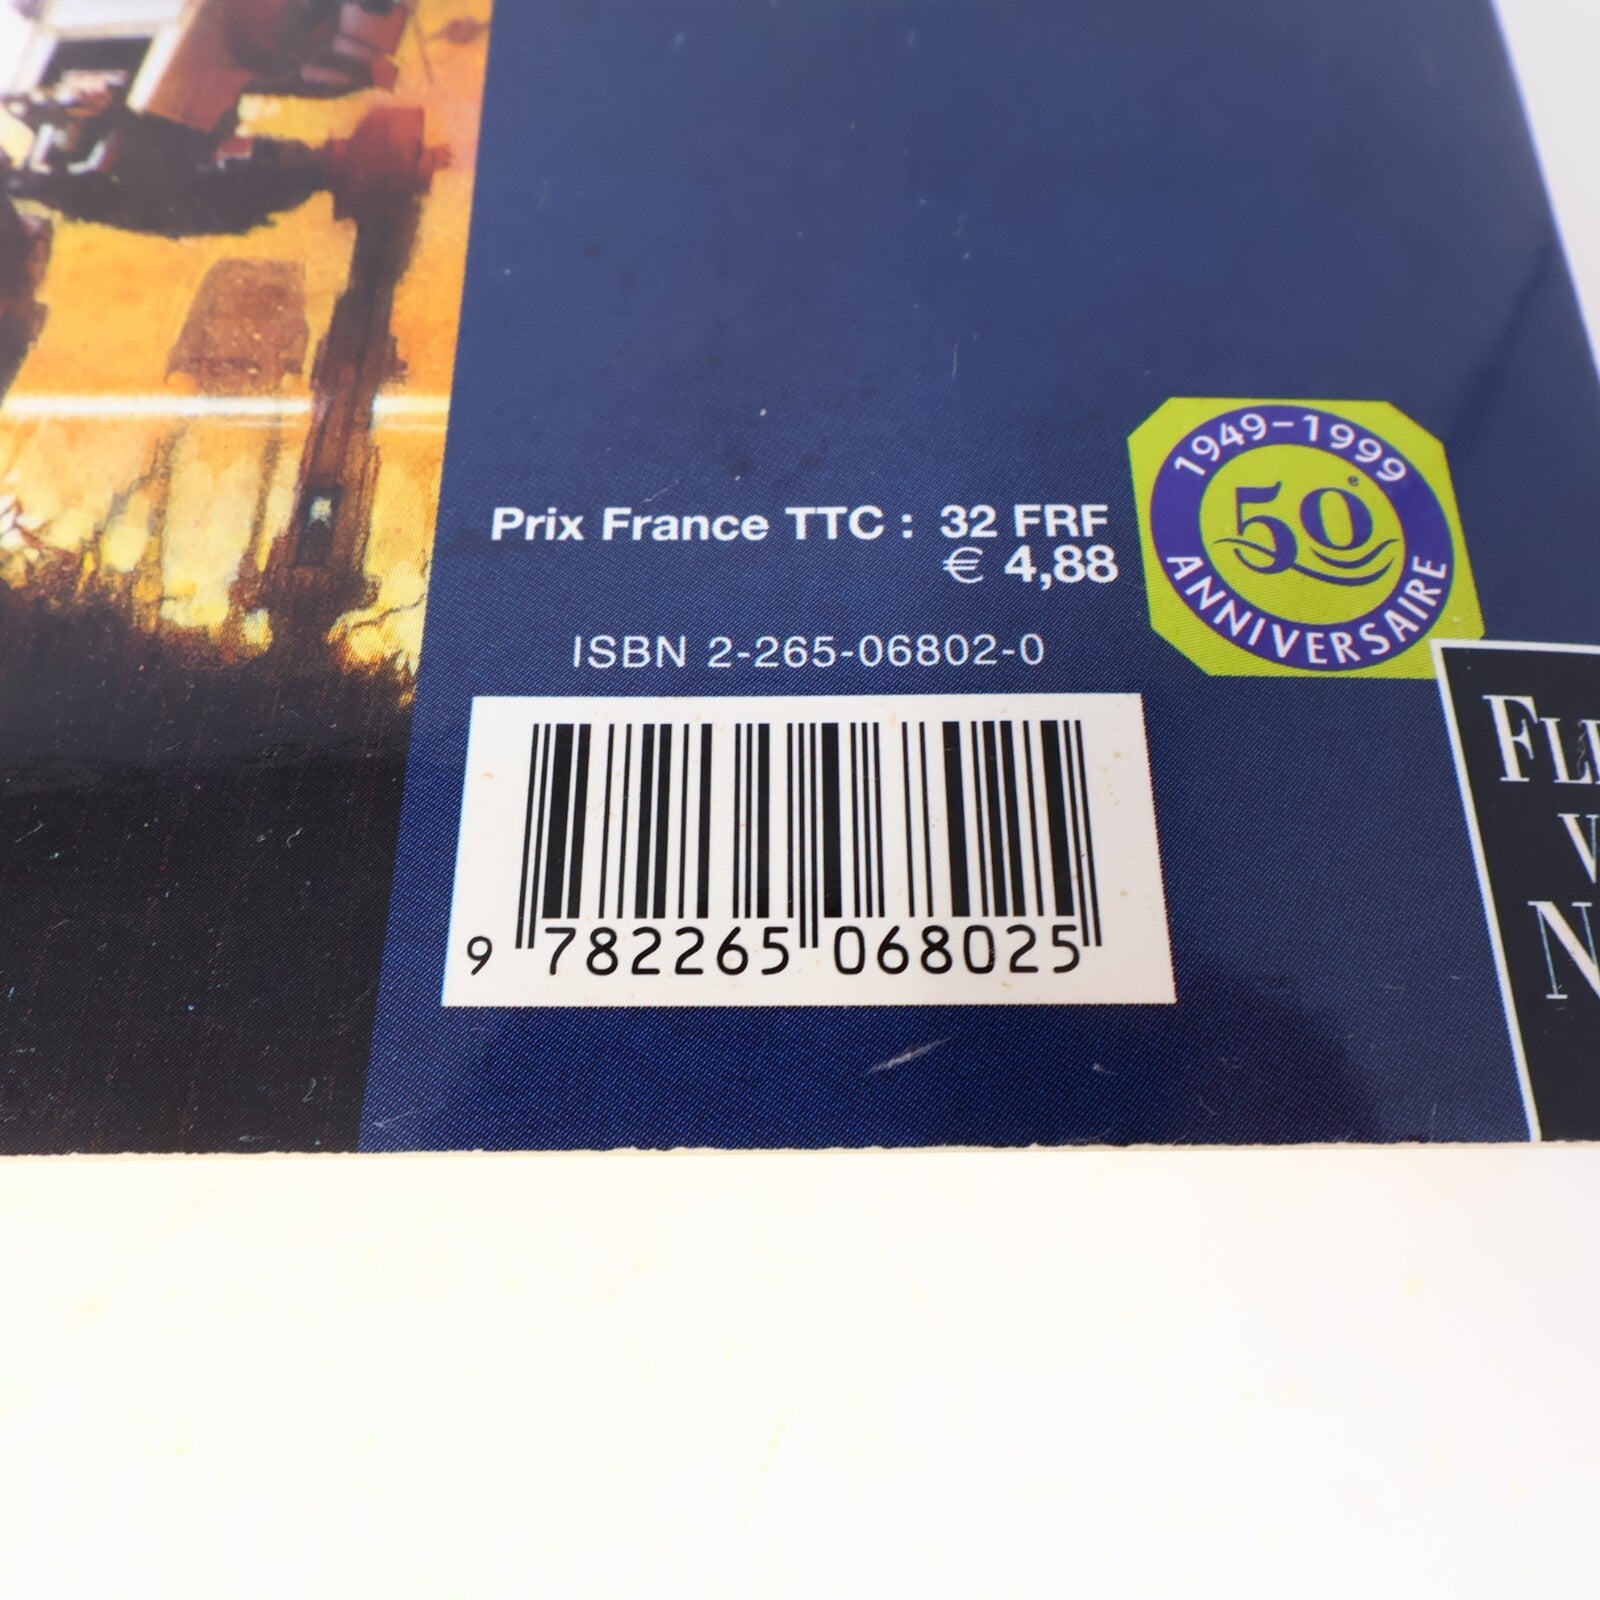 1949-1999
50e
ANNIVERSAIRE
Prix France TTC : 32 FRF
€ 4,88
ISBN 2-265-06802-0
9 782265 068025